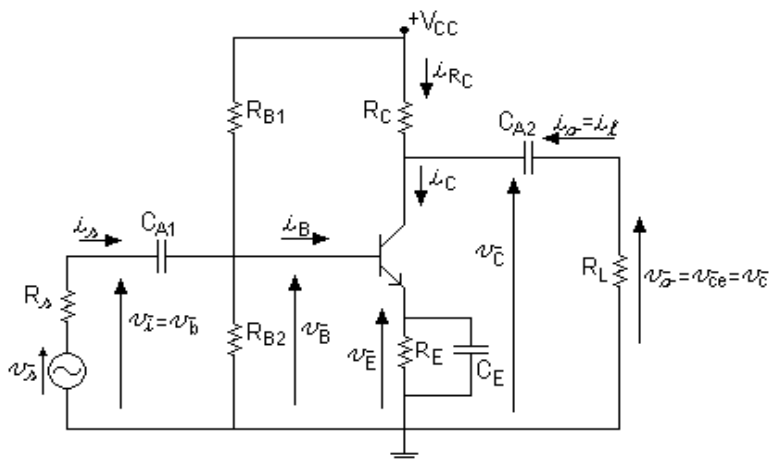 +VCC
iRC
RB1
RC
CA2
io=il
iC
is
CA1
iB
Rs
vi=vb
RB2
vB
vE
RE
CE
vC
RL
vo=vce=vc
vs